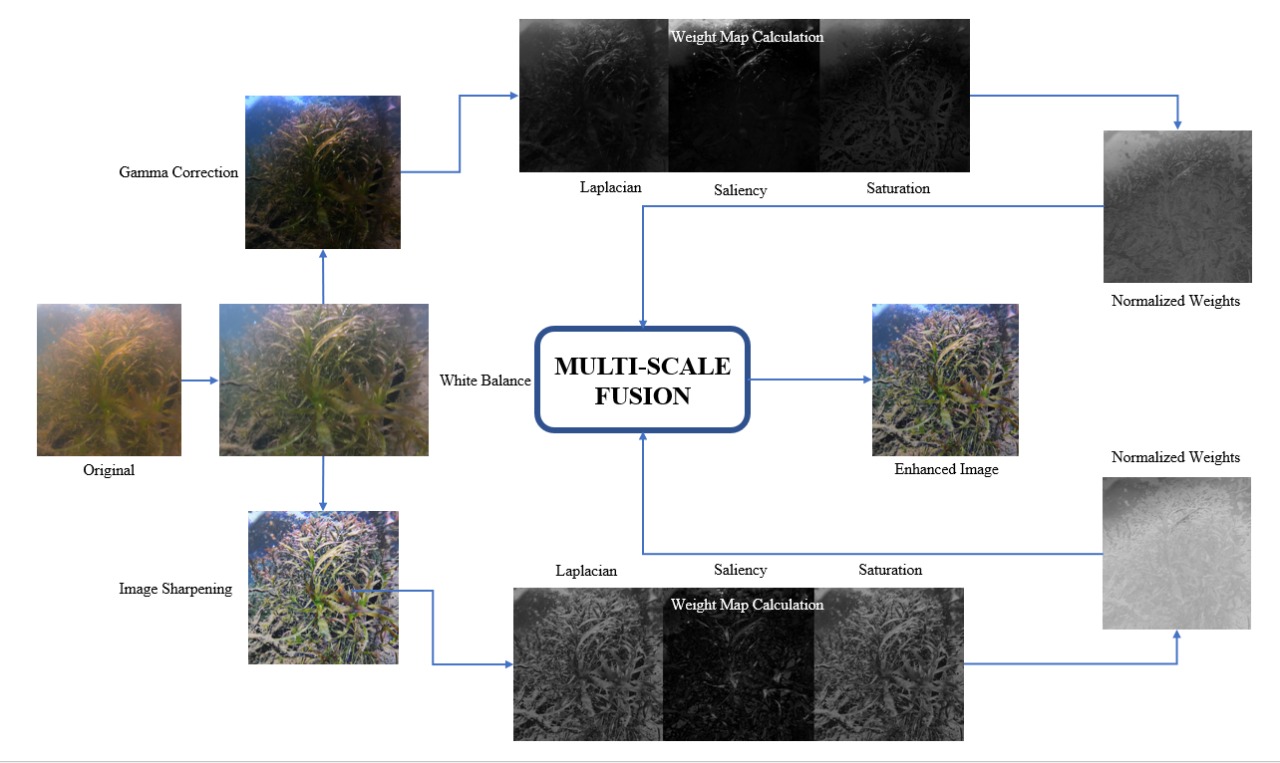 Weight Map Calculation
Gamma Correction
Laplacian
Saliency
Saturation
Normalized Weights
White Balance
MULTI-SCALE
FUSION
Original
Enhanced Image
Normalized Weights
Image Sharpening
Laplacian
Saliency
Saturation
Weight Map Calculation